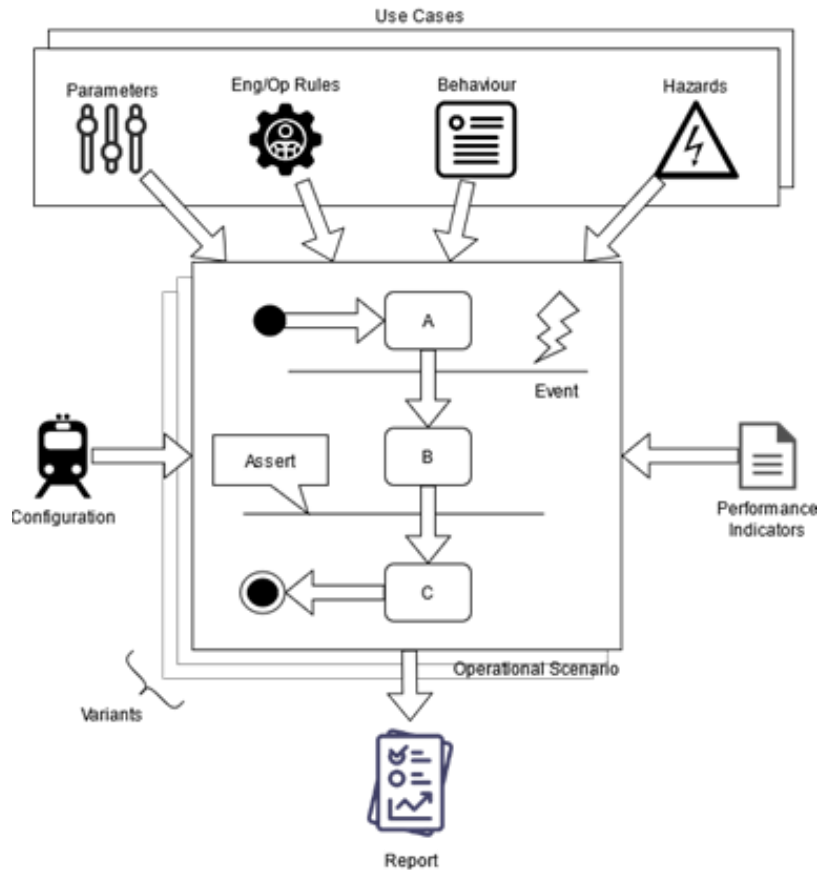 Use Cases
Parameters
Eng/Op Rules
Behaviour
Hazards
A
Event
B
Assert
Configuration
Performance
Indicators
C
Operational Scenario
Variants
Report